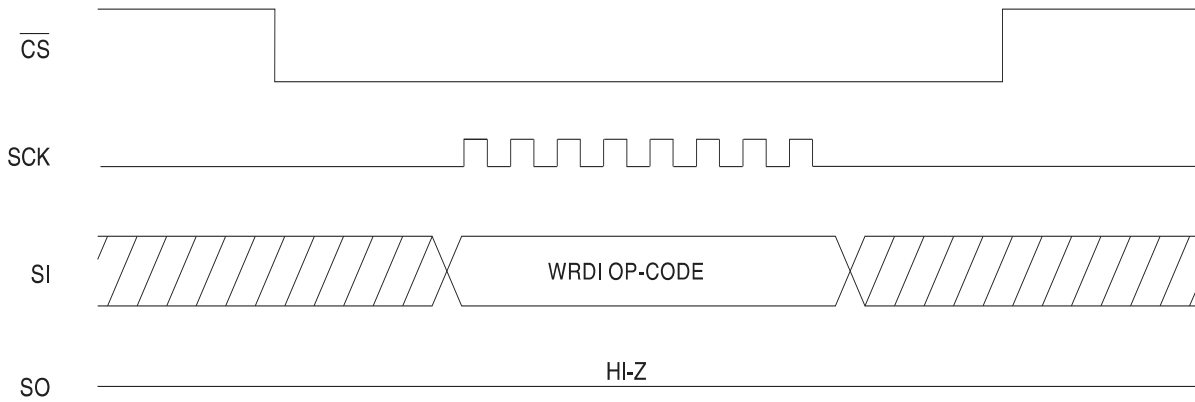 CS
SCK
SI
WRDI OP-CODE
HI-Z
SO